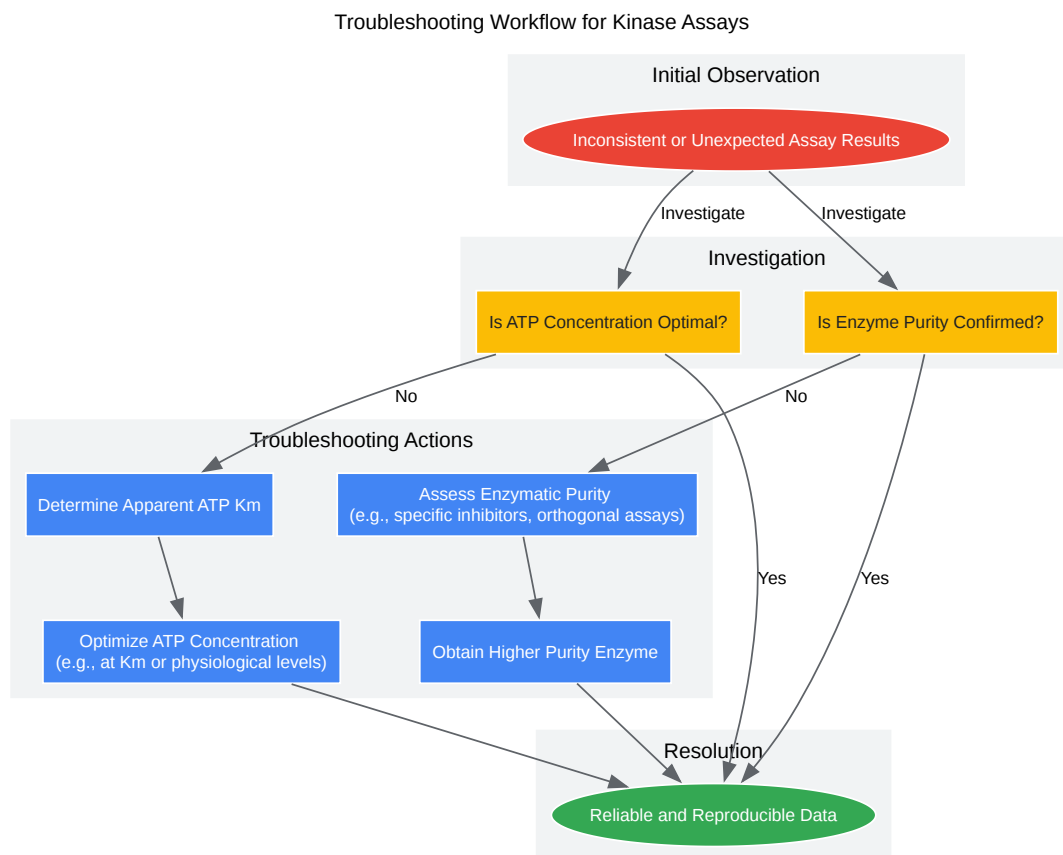 Troubleshooting Workflow for Kinase Assays
Initial Observation
Inconsistent or Unexpected Assay Results
Investigate
Investigate
Investigation
Is ATP Concentration Optimal?
Is Enzyme Purity Confirmed?
No
No
Troubleshooting Actions
Determine Apparent ATP Km
Assess Enzymatic Purity
(e.g., specific inhibitors, orthogonal assays)
Yes
Yes
Optimize ATP Concentration
(e.g., at Km or physiological levels)
Obtain Higher Purity Enzyme
Resolution
Reliable and Reproducible Data